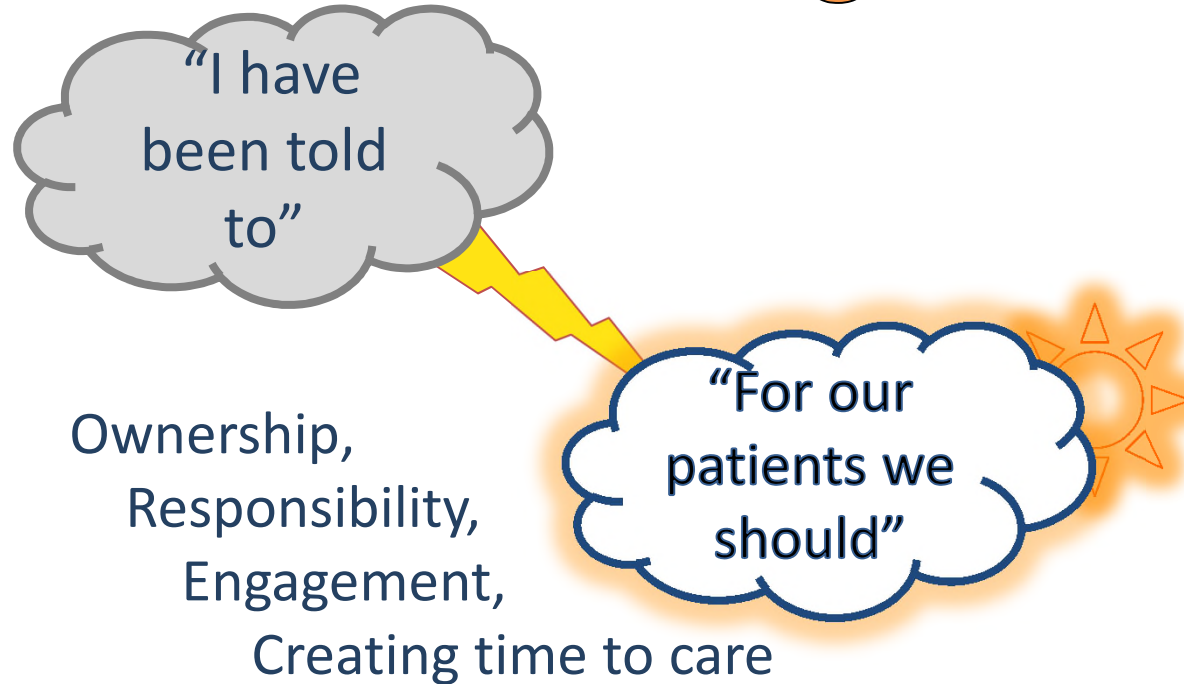 “I have
been told
to”
“For our
patients we
should”
Ownership,
Responsibility,
Engagement,
Creating time to care